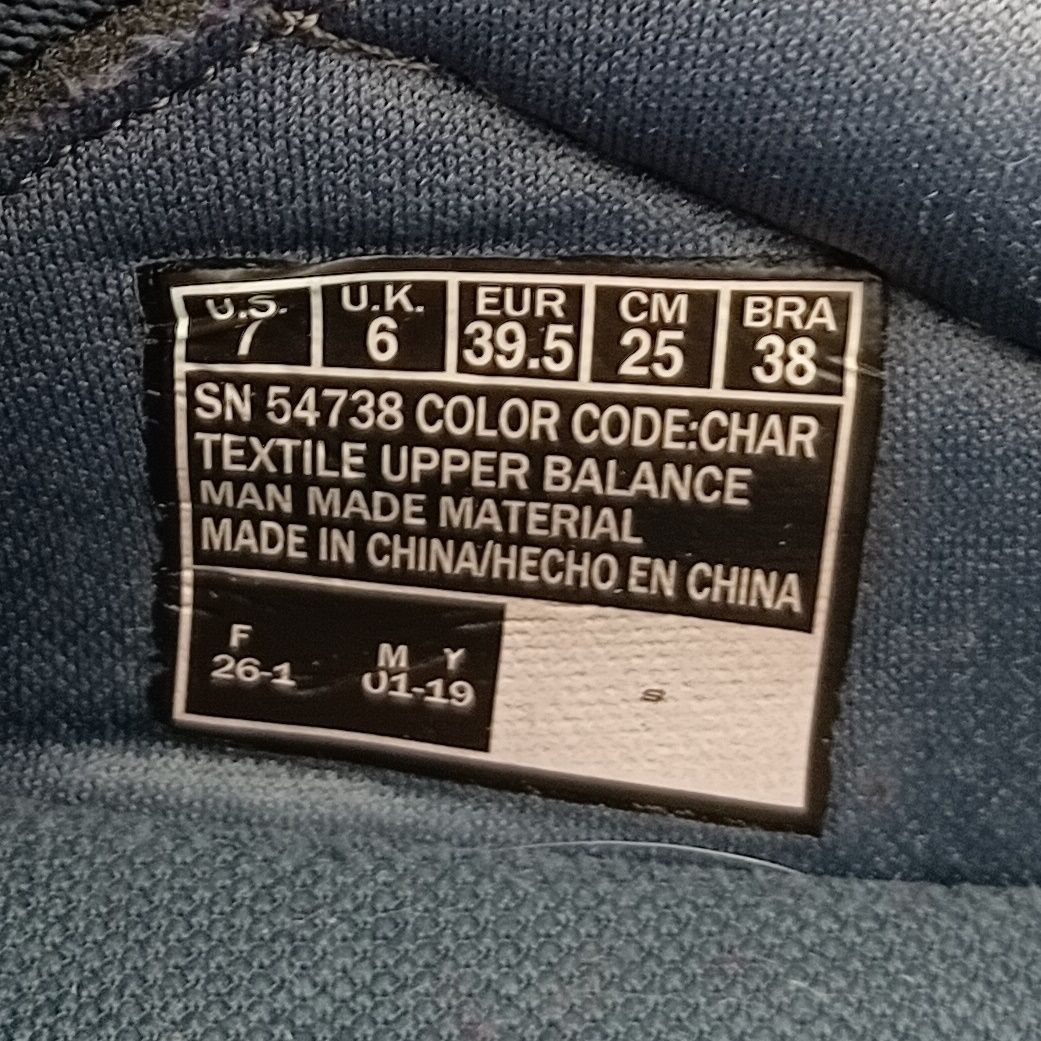 U.S. U.K. EUR CM BRA
7 6 39.5 25 38
SN 54738 COLOR CODE:CHAR
TEXTILE UPPER BALANCE
MAN MADE MATERIAL
MADE IN CHINA/HECHO EN CHINA
F M Y
26-1 01-19
s